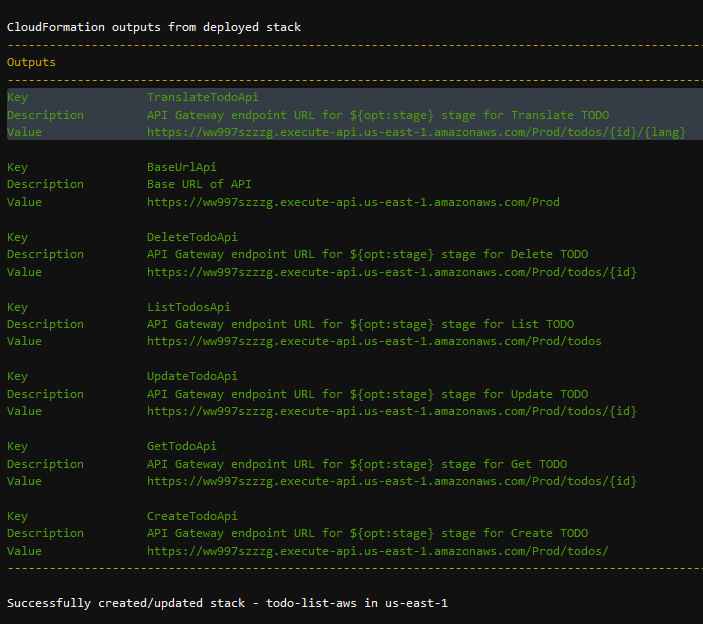 CloudFormation outputs from deployed stack
Outputs
Key TranslateTodoApi
Description API Gateway endpoint URL for ${opt:stage} stage for Translate TODO
Value https://ww997szzzg.execute-api.us-east-1.amazonaws.com/Prod/todos/{id}/{lang}
Key BaseUrlApi
Description Base URL of API
Value https://ww997szzzg.execute-api.us-east-1.amazonaws.com/Prod
Key DeleteTodoApi
Description API Gateway endpoint URL for ${opt:stage} stage for Delete TODO
Value https://ww997szzzg.execute-api.us-east-1.amazonaws.com/Prod/todos/{id}
Key ListTodosApi
Description API Gateway endpoint URL for ${opt:stage} stage for List TODO
Value https://ww997szzzg.execute-api.us-east-1.amazonaws.com/Prod/todos
Key UpdateTodoApi
Description API Gateway endpoint URL for ${opt:stage} stage for Update TODO
Value https://ww997szzzg.execute-api.us-east-1.amazonaws.com/Prod/todos/{id}
Key GetTodoApi
Description API Gateway endpoint URL for ${opt:stage} stage for Get TODO
Value https://ww997szzzg.execute-api.us-east-1.amazonaws.com/Prod/todos/{id}
Key CreateTodoApi
Description API Gateway endpoint URL for ${opt:stage} stage for Create TODO
Value https://ww997szzzg.execute-api.us-east-1.amazonaws.com/Prod/todos/
Successfully created/updated stack - todo-list-aws in us-east-1